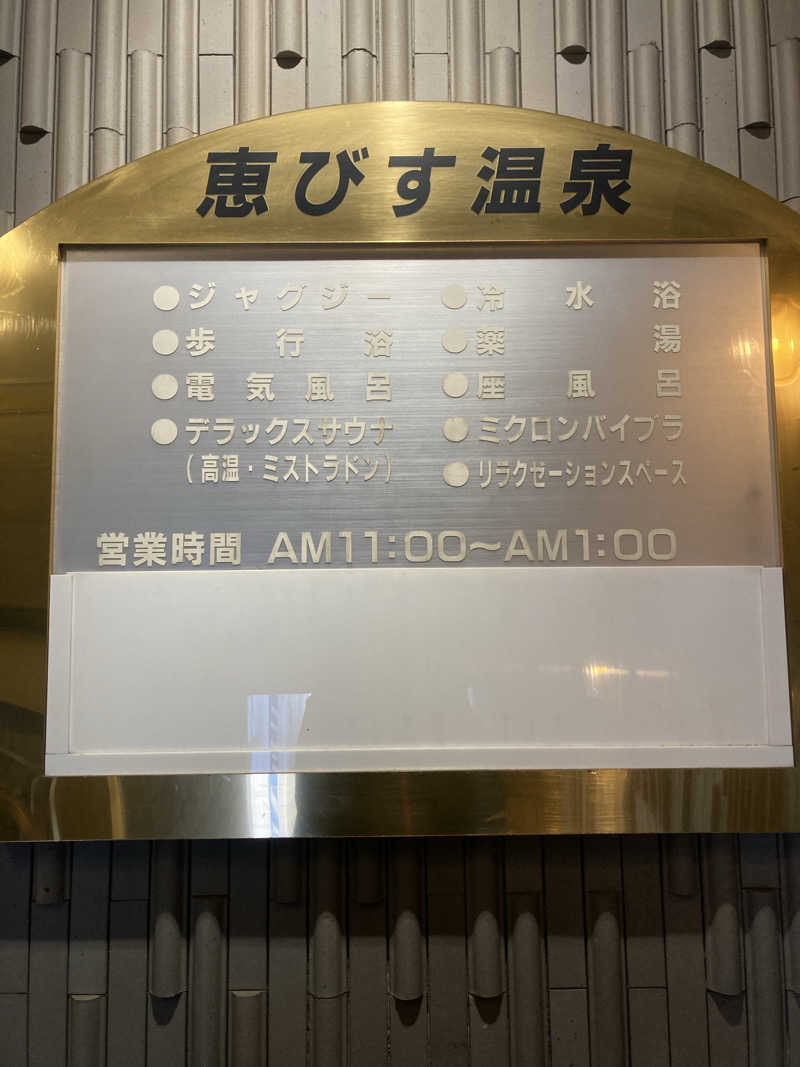 恵びす温泉
●ジャグジー
●歩行浴
●電気風呂
●デラックスサウナ
(高温・ミストラドン)
●冷水浴
●薬湯
●座風呂
●ミクロンバイブラ
●リラクゼーションスペース
営業時間 AM11:00〜AM1:00